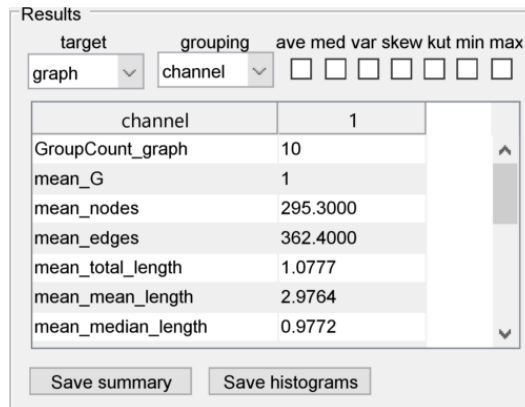 Results
target grouping ave med var skew kut min max
graph channel
channel 1
GroupCount_graph 10
mean_G 1
mean_nodes 295.3000
mean_edges 362.4000
mean_total_length 1.0777
mean_mean_length 2.9764
mean_median_length 0.9772
Save summary Save histograms